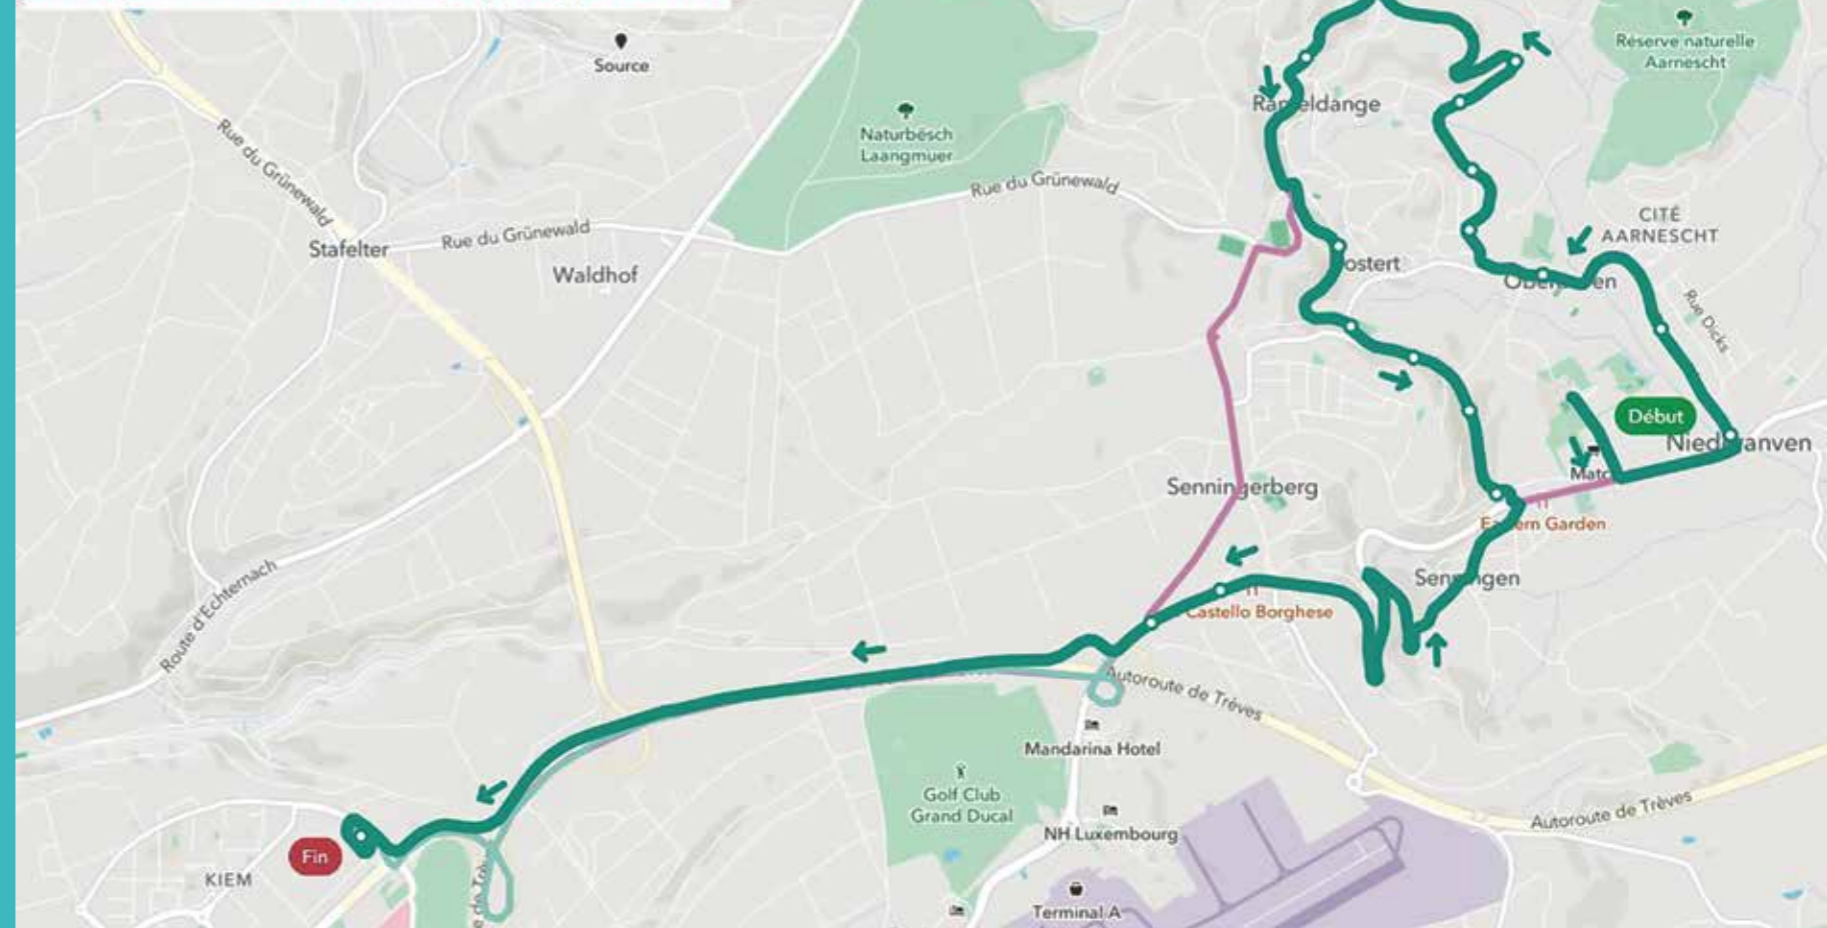 Source
Réserve naturelle
Aarnescht
Naturbësch
Laangmuer
Rue du Grünewald
Rue du Grünewald
Rue du Grünewald
Stafelter
Waldhof
CITÉ
AARNESCHT
Rue Dicks
Début
Senningerberg
Castello Borghese
Route d'Echternach
Autoroute de Trèves
Mandarina Hotel
Golf Club
Grand Ducal
NH Luxembourg
Autoroute de Trèves
Fin
KIEM
Terminal A
Garden